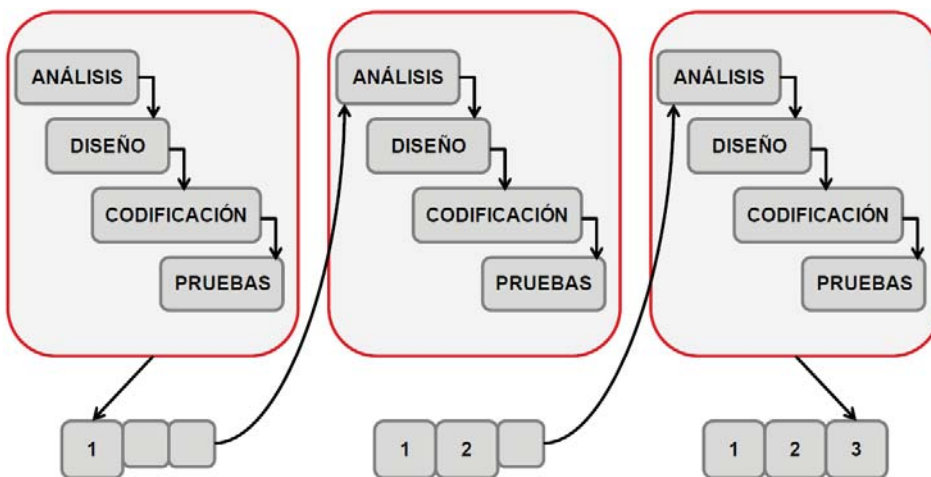 ANÁLISIS
DISEÑO
CODIFICACIÓN
PRUEBAS
ANÁLISIS
DISEÑO
CODIFICACIÓN
PRUEBAS
ANÁLISIS
DISEÑO
CODIFICACIÓN
PRUEBAS
1
1 2
1 2 3